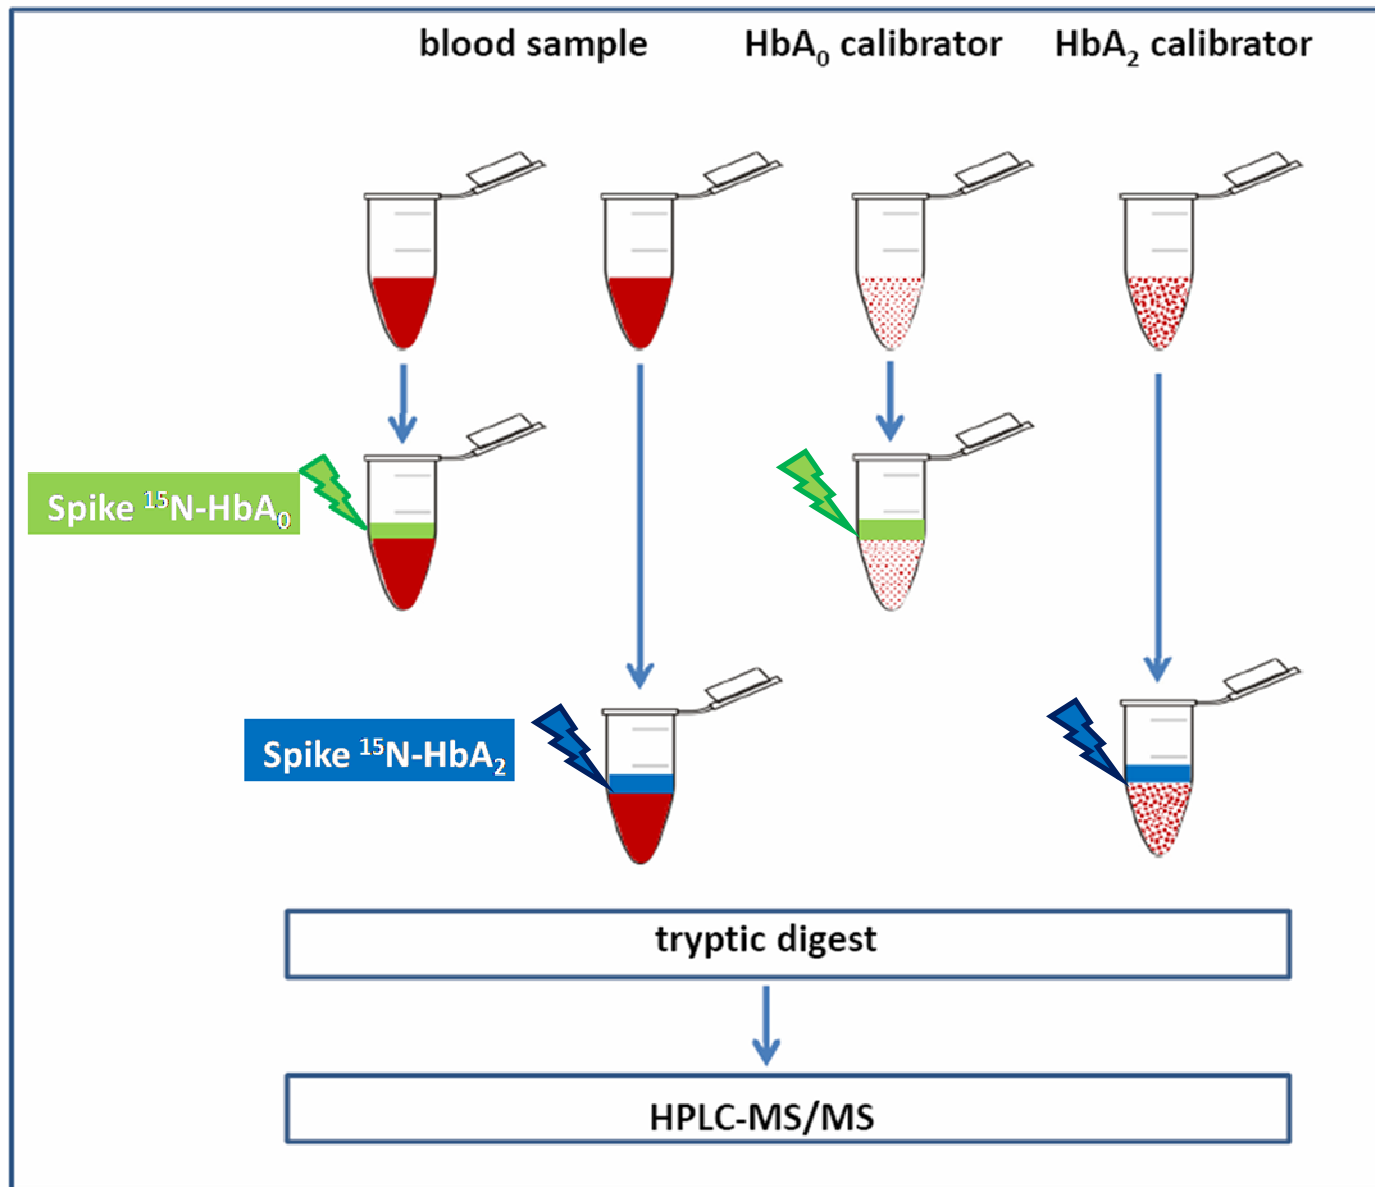 blood sample
HbA₀ calibrator
HbA₂ calibrator
Spike ¹⁵N-HbA₀
Spike ¹⁵N-HbA₂
tryptic digest
HPLC-MS/MS